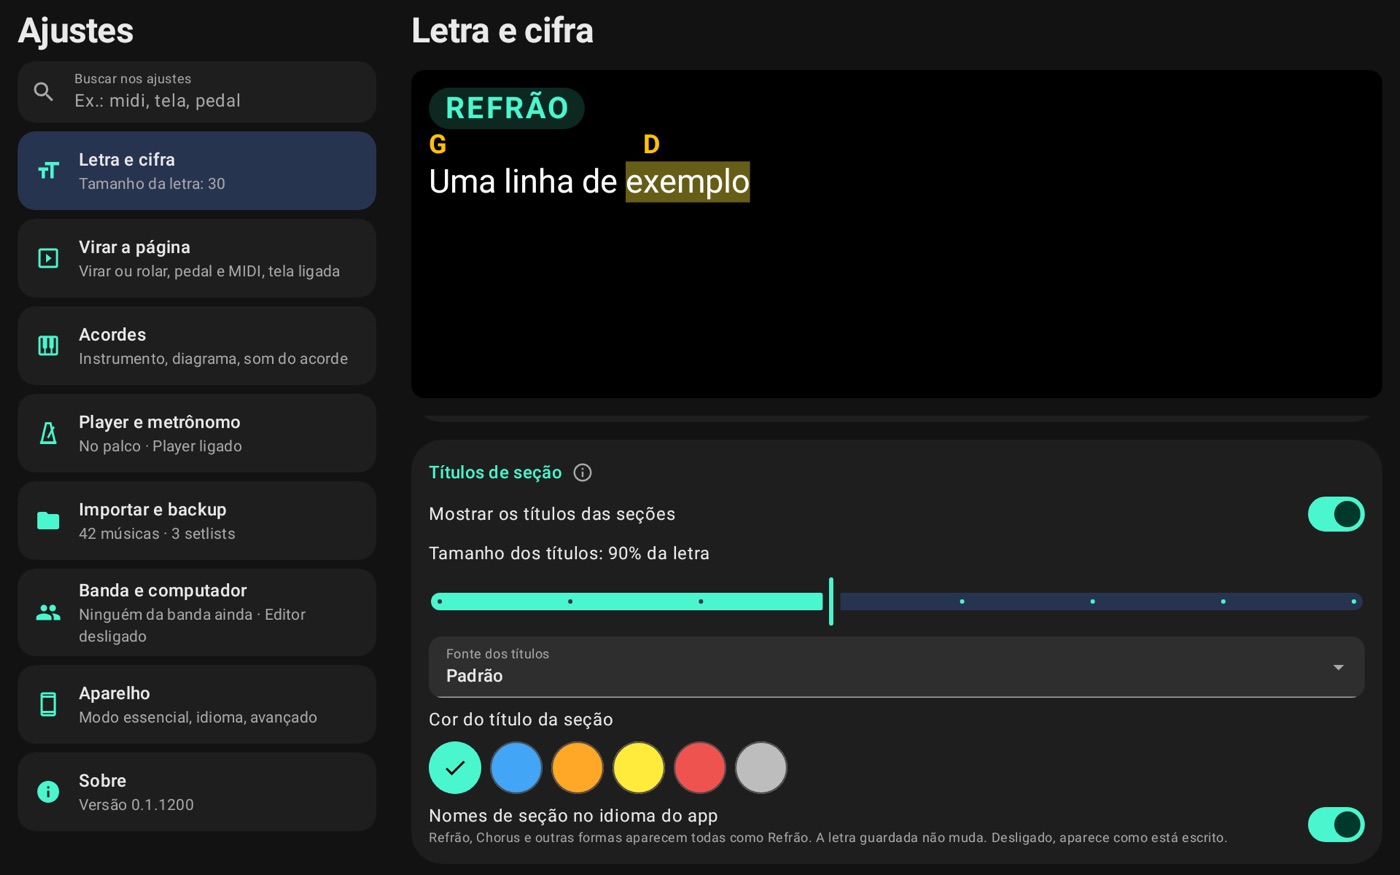 Ajustes
Buscar nos ajustes
Ex.: midi, tela, pedal
Letra e cifra
Tamanho da letra: 30
Virar a página
Virar ou rolar, pedal e MIDI, tela ligada
Acordes
Instrumento, diagrama, som do acorde
Player e metrônomo
No palco · Player ligado
Importar e backup
42 músicas · 3 setlists
Banda e computador
Ninguém da banda ainda · Editor
desligado
Aparelho
Modo essencial, idioma, avançado
Sobre
Versão 0.1.1200
Letra e cifra
REFRÃO
G D
Uma linha de exemplo
Títulos de seção
Mostrar os títulos das seções
Tamanho dos títulos: 90% da letra
Fonte dos títulos
Padrão
Cor do título da seção
Nomes de seção no idioma do app
Refrão, Chorus e outras formas aparecem todas como Refrão. A letra guardada não muda. Desligado, aparece como está escrito.